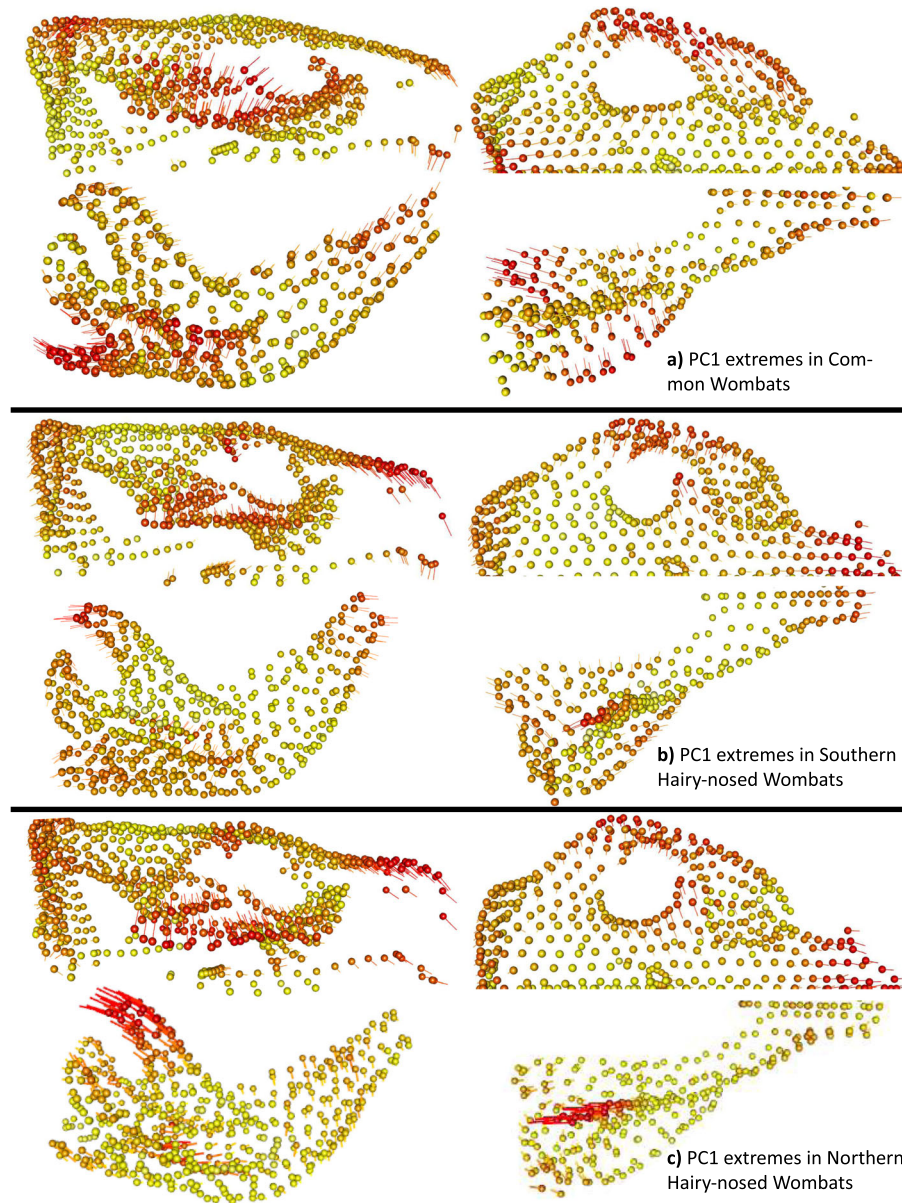 a) PC1 extremes in Com-
mon Wombats
b) PC1 extremes in Southern
Hairy-nosed Wombats
c) PC1 extremes in Northern
Hairy-nosed Wombats